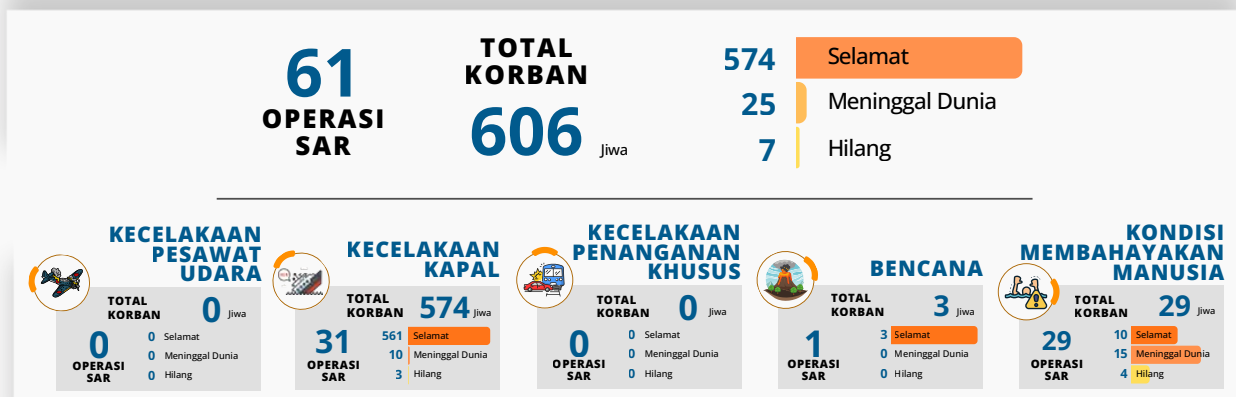 61
OPERASI
SAR
TOTAL
KORBAN
606 Jiwa
574 Selamat
25 Meninggal Dunia
7 Hilang
KECELAKAAN
PESAWAT
UDARA
TOTAL
KORBAN
0 Jiwa
0
OPERASI
SAR
0 Selamat
0 Meninggal Dunia
0 Hilang
KECELAKAAN
KAPAL
TOTAL
KORBAN
574 Jiwa
31
OPERASI
SAR
561 Selamat
10 Meninggal Dunia
3 Hilang
KECELAKAAN
PENANGANAN
KHUSUS
TOTAL
KORBAN
0 Jiwa
0
OPERASI
SAR
0 Selamat
0 Meninggal Dunia
0 Hilang
BENCANA
TOTAL
KORBAN
3 Jiwa
1
OPERASI
SAR
3 Selamat
0 Meninggal Dunia
0 Hilang
KONDISI
MEMBAHAYAKAN
MANUSIA
TOTAL
KORBAN
29 Jiwa
29
OPERASI
SAR
10 Selamat
15 Meninggal Dunia
4 Hilang